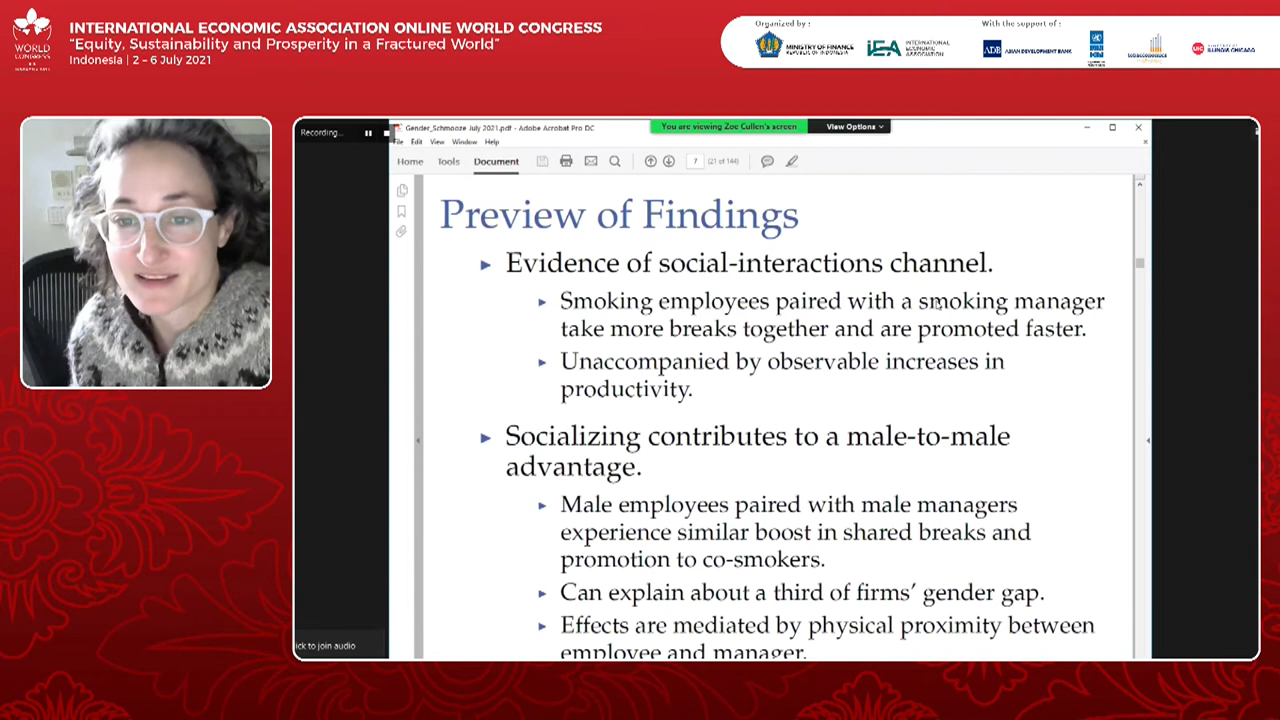 INTERNATIONAL ECONOMIC ASSOCIATION ONLINE WORLD CONGRESS
“Equity, Sustainability and Prosperity in a Fractured World”
Indonesia | 2 - 6 July 2021
WORLD
CONGRESS
Organized by :
MINISTRY OF FINANCE
REPUBLIC OF INDONESIA
iEA
INTERNATIONAL
ECONOMIC
ASSOCIATION
With the support of :
ADB
ASIAN DEVELOPMENT BANK
UIC
ILLINOIS CHICAGO
Recording...
Gender_Schmooze July 2021.pdf - Adobe Acrobat Pro DC
You are viewing Zoe Cullen's screen
View Options
File Edit View Window Help
Home Tools Document
7 (21 of 144)
Preview of Findings
Evidence of social-interactions channel.
Smoking employees paired with a smoking manager
take more breaks together and are promoted faster.
Unaccompanied by observable increases in
productivity.
Socializing contributes to a male-to-male
advantage.
Male employees paired with male managers
experience similar boost in shared breaks and
promotion to co-smokers.
Can explain about a third of firms' gender gap.
Effects are mediated by physical proximity between
employee and manager.
ick to join audio